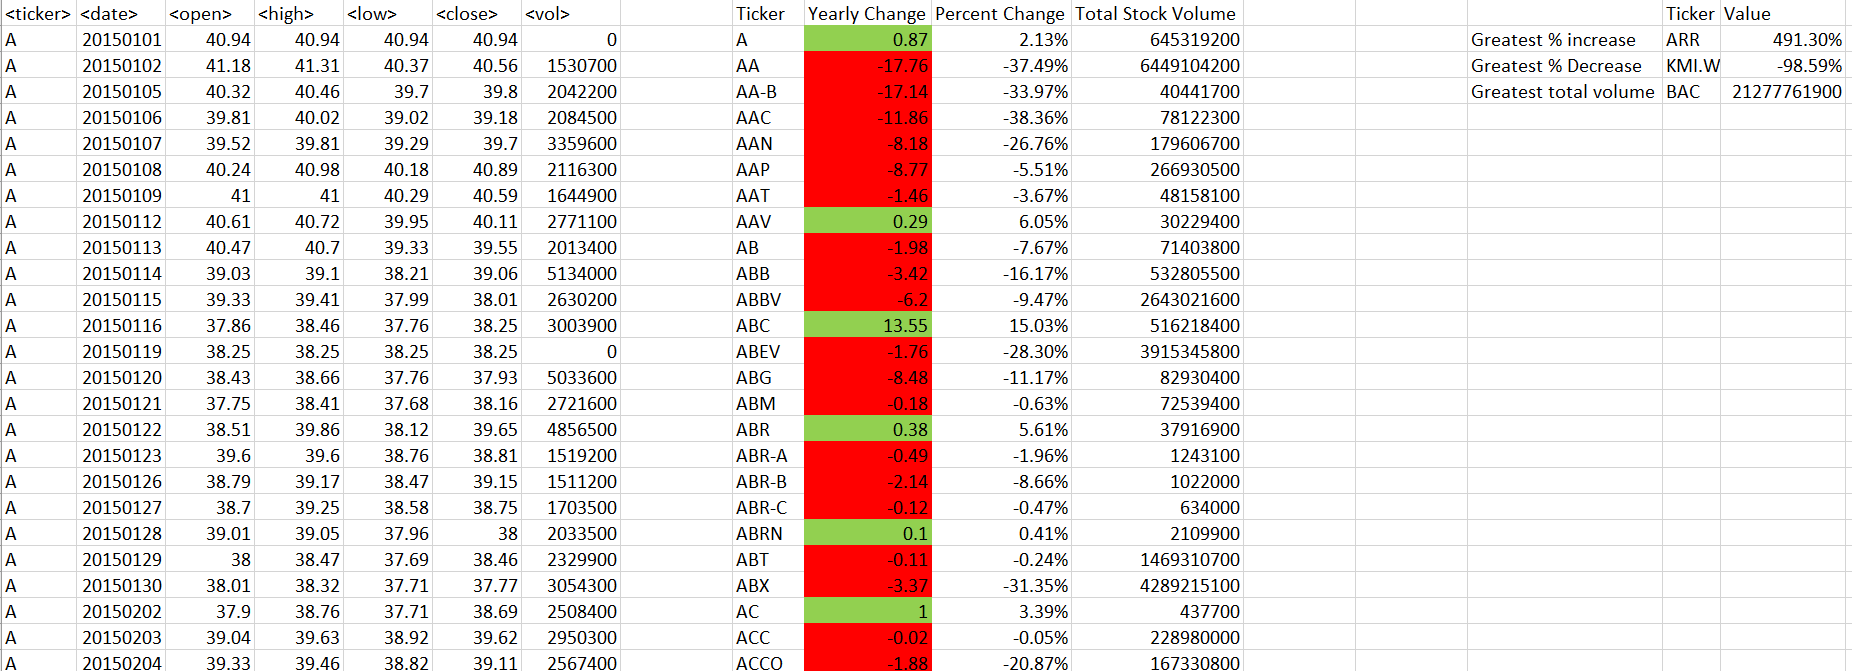 <ticker> <date> <open> <high> <low> <close> <vol> Ticker Yearly Change Percent Change Total Stock Volume Ticker Value
A 20150101 40.94 40.94 40.94 40.94 0 A 0.87 2.13% 645319200 Greatest % increase ARR 491.30%
A 20150102 41.18 41.31 40.37 40.56 1530700 AA -17.76 -37.49% 6449104200 Greatest % Decrease KMI.W -98.59%
A 20150105 40.32 40.46 39.7 39.8 2042200 AA-B -17.14 -33.97% 40441700 Greatest total volume BAC 21277761900
A 20150106 39.81 40.02 39.02 39.18 2084500 AAC -11.86 -38.36% 78122300
A 20150107 39.52 39.81 39.29 39.7 3359600 AAN -8.18 -26.76% 179606700
A 20150108 40.24 40.98 40.18 40.89 2116300 AAP -8.77 -5.51% 266930500
A 20150109 41 41 40.29 40.59 1644900 AAT -1.46 -3.67% 48158100
A 20150112 40.61 40.72 39.95 40.11 2771100 AAV 0.29 6.05% 30229400
A 20150113 40.47 40.7 39.33 39.55 2013400 AB -1.98 -7.67% 71403800
A 20150114 39.03 39.1 38.21 39.06 5134000 ABB -3.42 -16.17% 532805500
A 20150115 39.33 39.41 37.99 38.01 2630200 ABBV -6.2 -9.47% 2643021600
A 20150116 37.86 38.46 37.76 38.25 3003900 ABC 13.55 15.03% 516218400
A 20150119 38.25 38.25 38.25 38.25 0 ABEV -1.76 -28.30% 3915345800
A 20150120 38.43 38.66 37.76 37.93 5033600 ABG -8.48 -11.17% 82930400
A 20150121 37.75 38.41 37.68 38.16 2721600 ABM -0.18 -0.63% 72539400
A 20150122 38.51 39.86 38.12 39.65 4856500 ABR 0.38 5.61% 37916900
A 20150123 39.6 39.6 38.76 38.81 1519200 ABR-A -0.49 -1.96% 1243100
A 20150126 38.79 39.17 38.47 39.15 1511200 ABR-B -2.14 -8.66% 1022000
A 20150127 38.7 39.25 38.58 38.75 1703500 ABR-C -0.12 -0.47% 634000
A 20150128 39.01 39.05 37.96 38 2033500 ABRN 0.1 0.41% 2109900
A 20150129 38 38.47 37.69 38.46 2329900 ABT -0.11 -0.24% 1469310700
A 20150130 38.01 38.32 37.71 37.77 3054300 ABX -3.37 -31.35% 4289215100
A 20150202 37.9 38.76 37.71 38.69 2508400 AC 1 3.39% 437700
A 20150203 39.04 39.63 38.92 39.62 2950300 ACC -0.02 -0.05% 228980000
A 20150204 39.33 39.46 38.82 39.11 2567400 ACCO -1.88 -20.87% 167330800